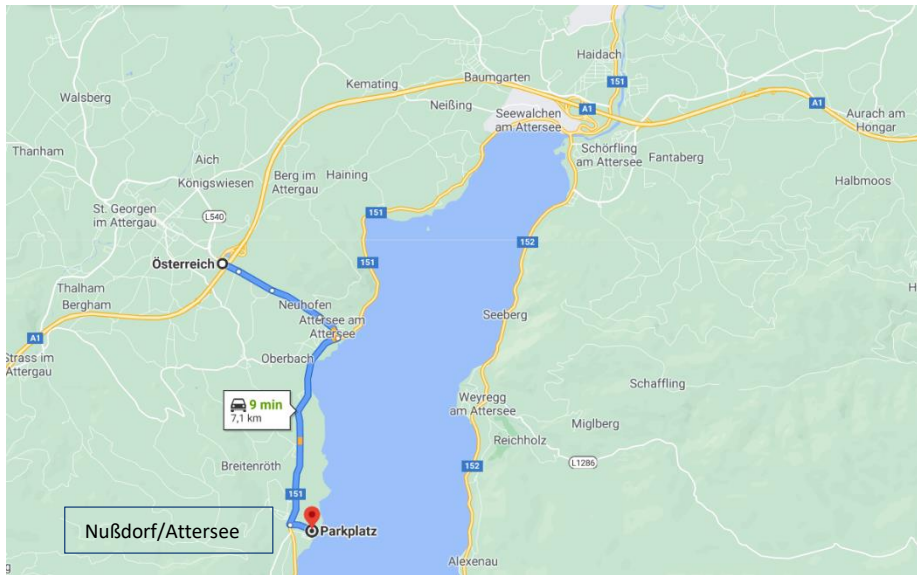 Haidach
Baumgarten
151
Kemating
Walsberg
Neißing
A1
A1
Seewalchen
am Attersee
Aurach am
Hongar
Thanham
Aich
Schörfling
am Attersee
Fantaberg
Königswiesen
Berg im
Attergau
Haining
Halbmoos
St. Georgen
im Attergau
L540
151
152
Österreich
151
Thalham
Bergham
Neuhofen
Attersee am
Attersee
Seeberg
A1
Strass im
Attergau
Oberbach
Schaffling
9 min
7,1 km
Weyregg
am Attersee
Miglberg
Reichholz
Breitenröth
152
L1286
151
Nußdorf/Attersee
Parkplatz
Alexenau